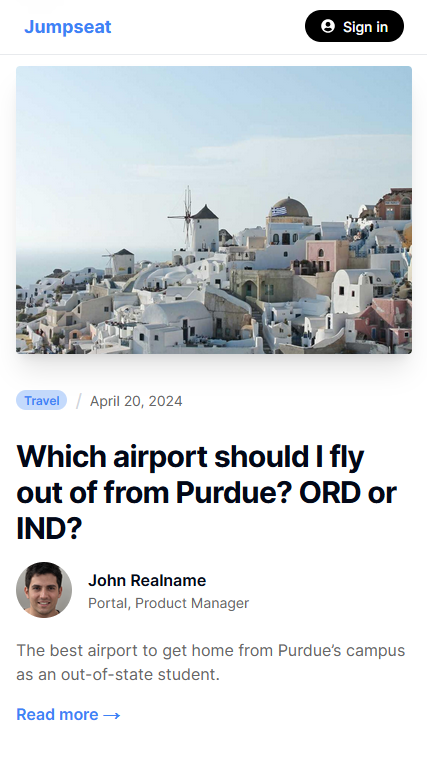 Jumpseat
Sign in
Travel / April 20, 2024
Which airport should I fly
out of from Purdue? ORD or
IND?
John Realname
Portal, Product Manager
The best airport to get home from Purdue’s campus
as an out-of-state student.
Read more →